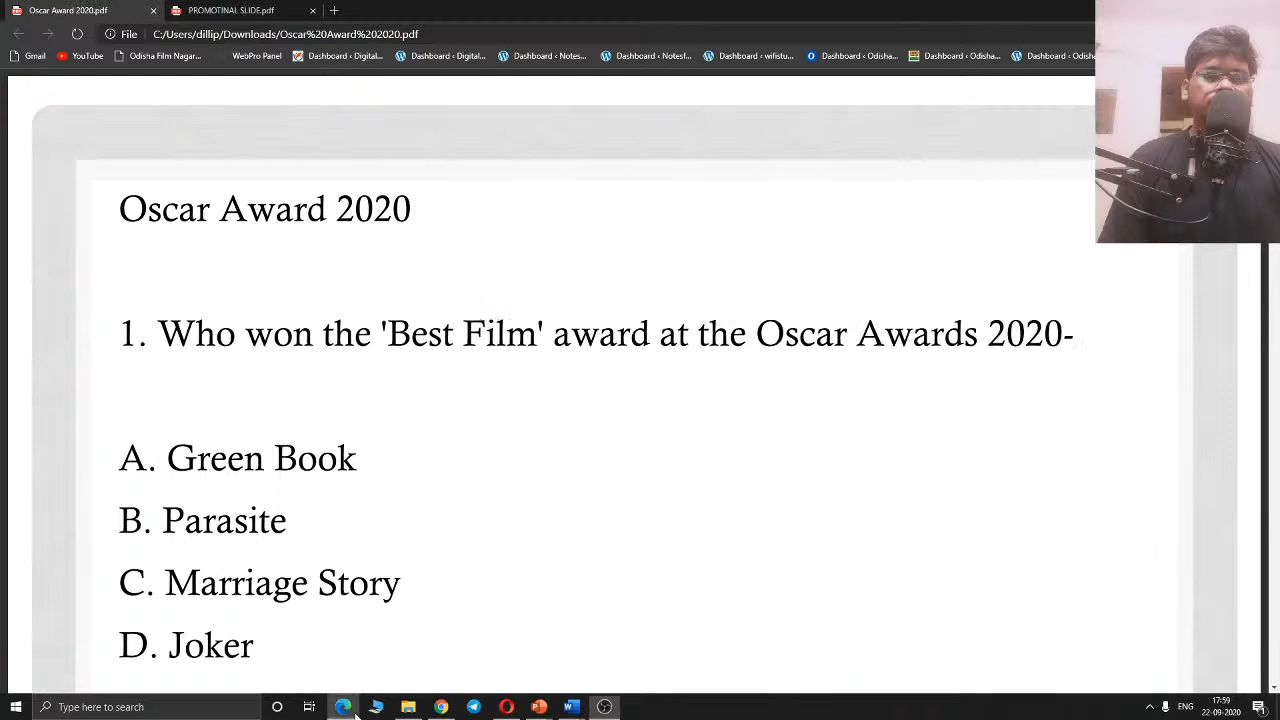 Oscar Award 2020.pdf
PROMOTINAL SLIDE.pdf
File C:/Users/dillip/Downloads/Oscar%20Award%202020.pdf
Gmail YouTube Odisha Film Nagar... WebPro Panel Dashboard ‹ Digital... Dashboard ‹ Digital... Dashboard ‹ Notes... Dashboard ‹ Notesf... Dashboard ‹ wifistu... Dashboard ‹ Odisha... Dashboard ‹ Odisha... Dashboard ‹ Odi
Oscar Award 2020
1. Who won the 'Best Film' award at the Oscar Awards 2020-
A. Green Book
B. Parasite
C. Marriage Story
D. Joker
Type here to search
ENG
17:59
22-09-2020